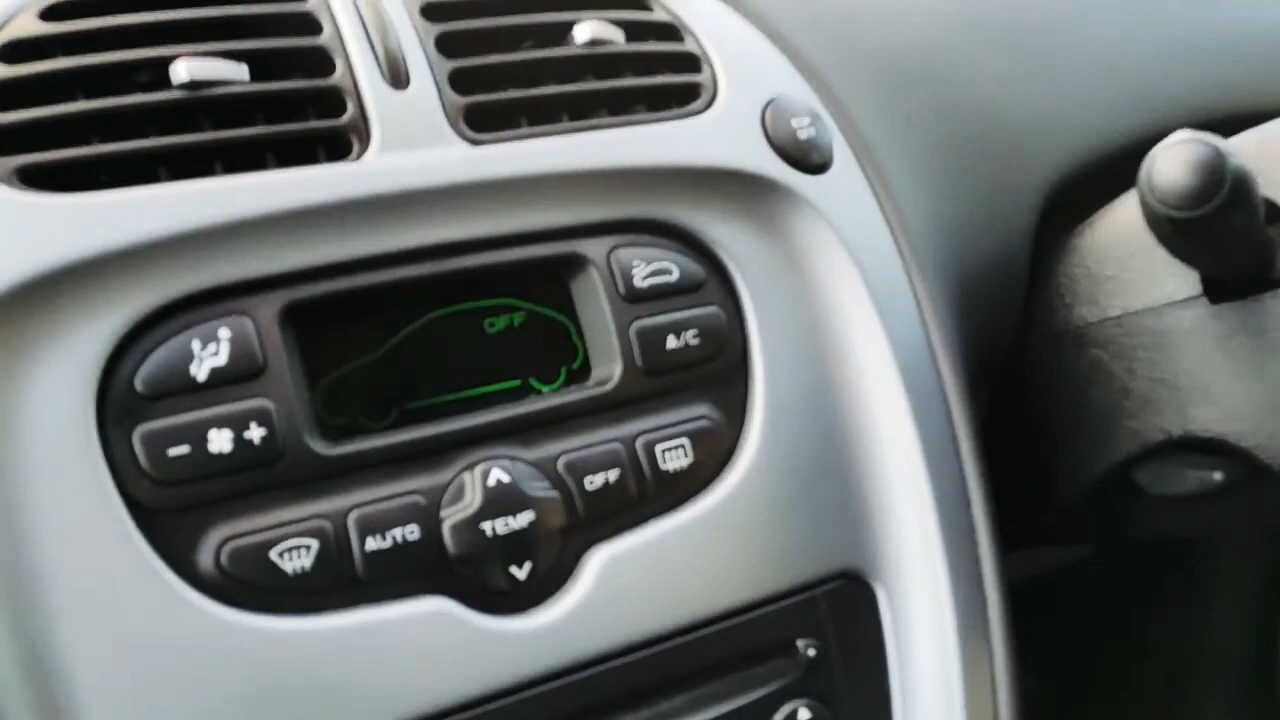 OFF
A/C
- +
OFF
AUTO
TEMP